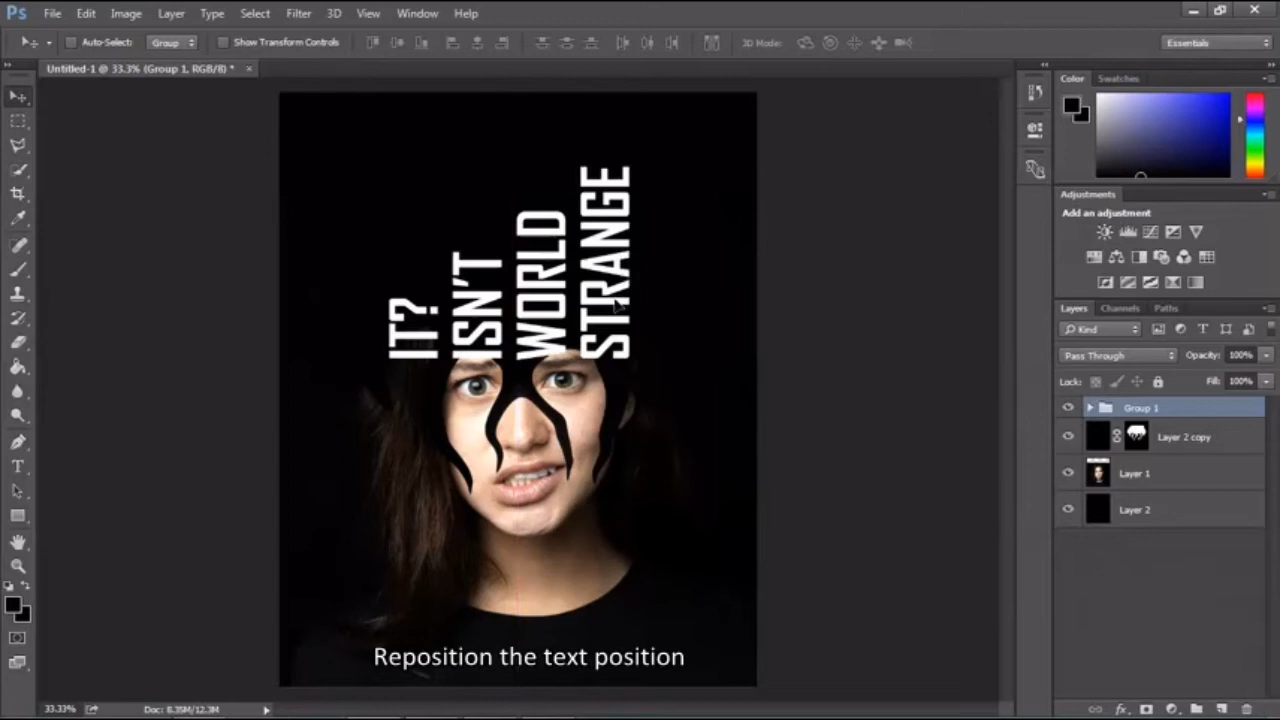 Ps File Edit Image Layer Type Select Filter 3D View Window Help
Auto-Select: Group Show Transform Controls 3D Mode: Essentials
Untitled-1 @ 33.3% (Group 1, RGB/8) * ×
Color Swatches
Adjustments
Add an adjustment
IT?
ISN'T
WORLD
STRANGE
Layers Channels Paths
Kind
Pass Through Opacity: 100%
Lock: Fill: 100%
Group 1
Layer 2 copy
Layer 1
Layer 2
Reposition the text position
33.33% Doc: 8.35M/12.3M